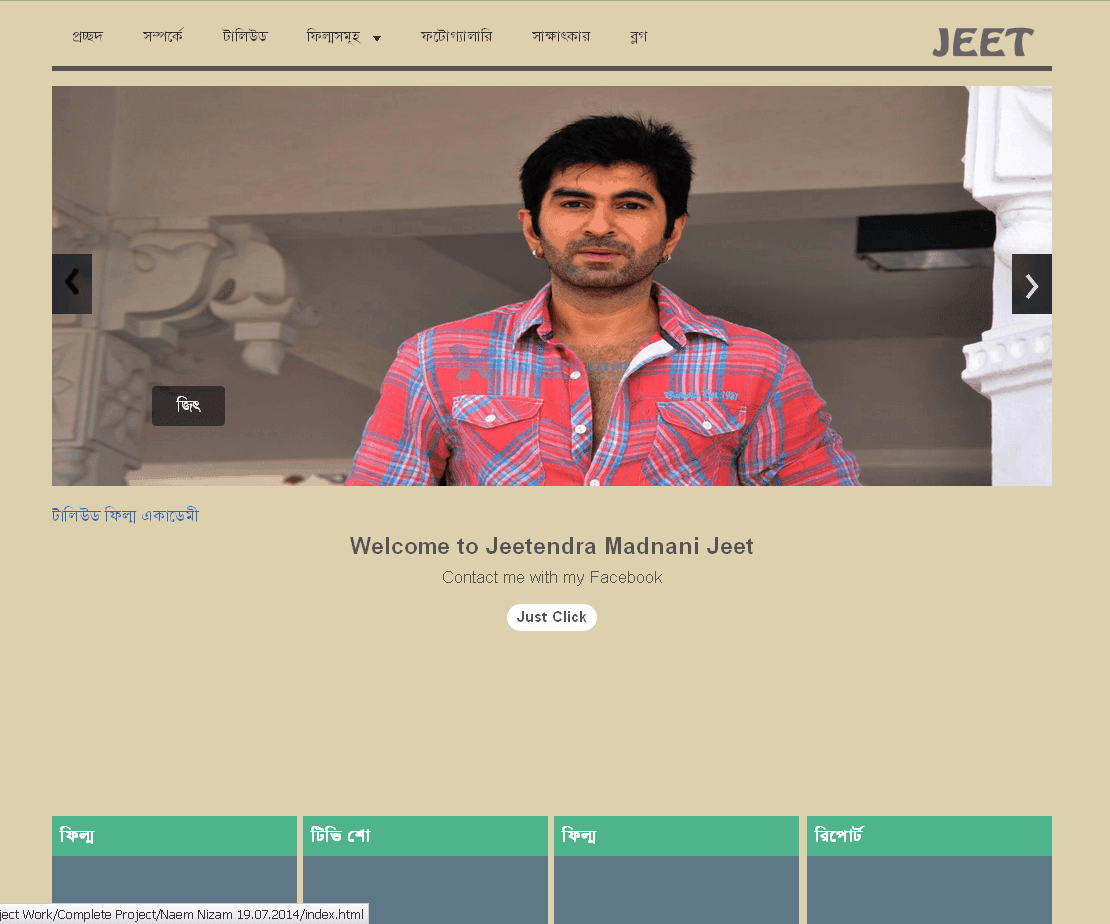 প্রচ্ছদ সম্পর্কে টালিউড ফিল্মসমুহ ফটোগ্যালারি সাক্ষাৎকার ব্লগ JEET
জিৎ
টালিউড ফিল্ম একাডেমী
Welcome to Jeetendra Madnani Jeet
Contact me with my Facebook
Just Click
ফিল্ম টিভি শো ফিল্ম রিপোর্ট
ject Work/Complete Project/Naem Nizam 19.07.2014/index.html